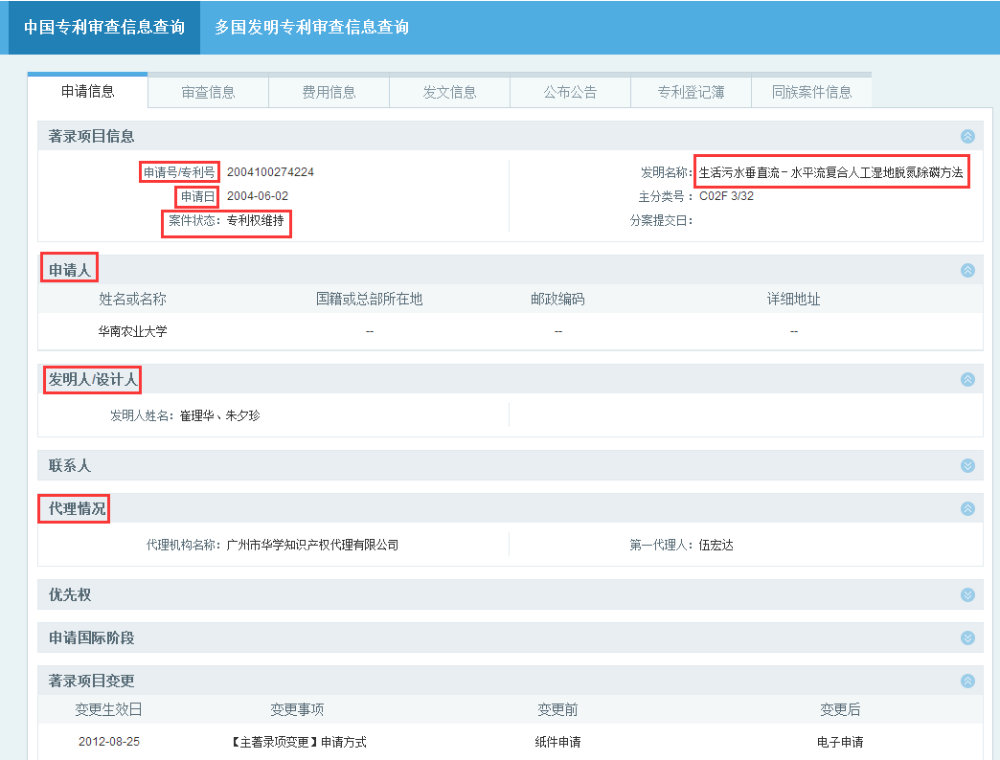 中国专利审查信息查询 多国发明专利审查信息查询
申请信息 审查信息 费用信息 发文信息 公布公告 专利登记簿 同族案件信息
著录项目信息
申请号/专利号 2004100274224 发明名称: 生活污水垂直流－水平流复合人工湿地脱氮除磷方法
申请日 2004-06-02 主分类号: C02F 3/32
案件状态: 专利权维持 分案提交日:
申请人
姓名或名称 国籍或总部所在地 邮政编码 详细地址
华南农业大学 -- -- --
发明人/设计人
发明人姓名: 崔理华、朱夕珍
联系人
代理情况
代理机构名称: 广州市华学知识产权代理有限公司 第一代理人: 伍宏达
优先权
申请国际阶段
著录项目变更
变更生效日 变更事项 变更前 变更后
2012-08-25 【主著录项变更】申请方式 纸件申请 电子申请